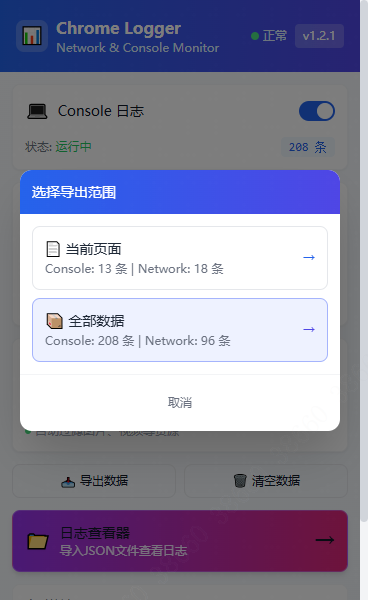 Chrome Logger
Network & Console Monitor
正常
v1.2.1
Console 日志
状态: 运行中
208 条
选择导出范围
当前页面
Console: 13 条 | Network: 18 条
→
全部数据
Console: 208 条 | Network: 96 条
→
取消
导出数据
清空数据
日志查看器
导入JSON文件查看日志
→